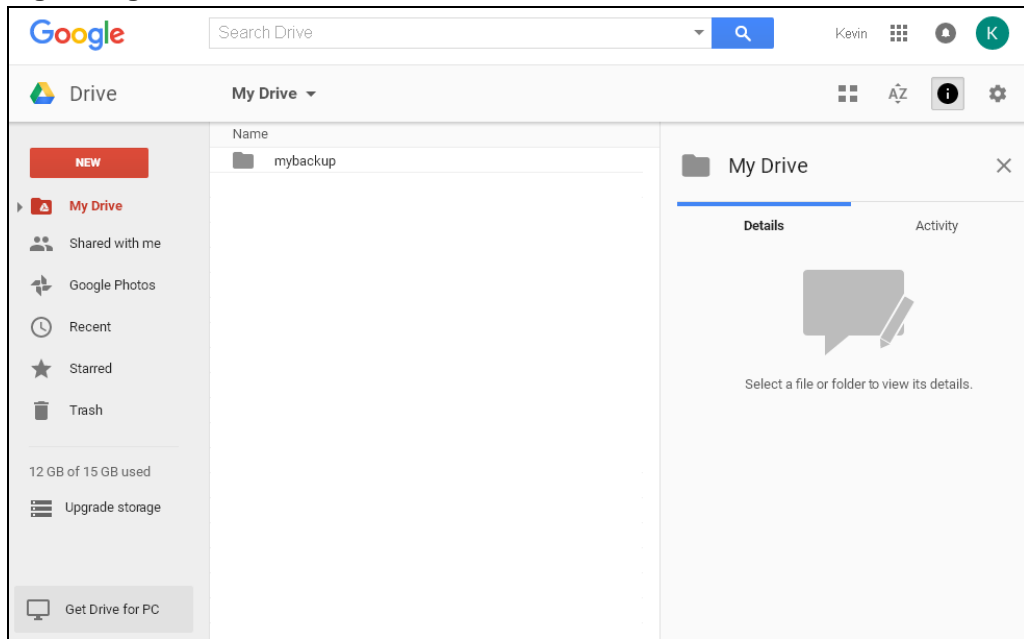 Google
Search Drive
Kevin
K
Drive
My Drive
AZ
Name
mybackup
NEW
My Drive
Shared with me
Google Photos
Recent
Starred
Trash
12 GB of 15 GB used
Upgrade storage
Get Drive for PC
My Drive
Details Activity
Select a file or folder to view its details.